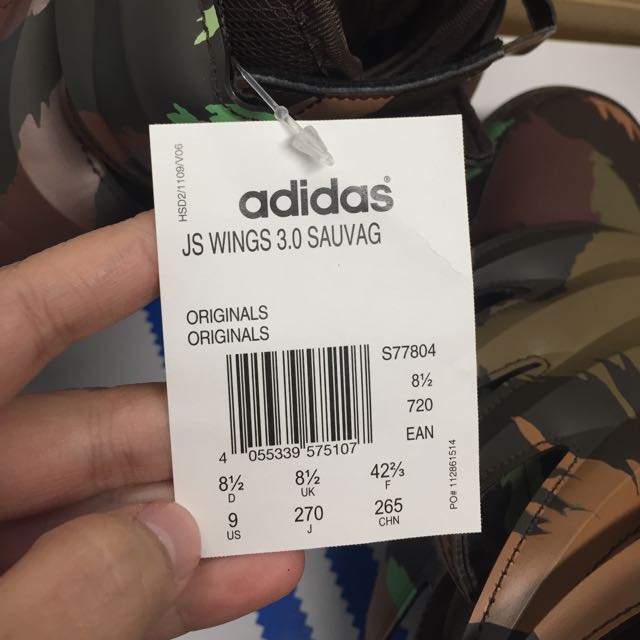 HSD2/1109/V06
adidas®
JS WINGS 3.0 SAUVAG
ORIGINALS
ORIGINALS
S77804
8½
720
EAN
4 055339 575107
8½ 8½ 42⅔
D UK F
9 270 265
US J CHN
PO# 112861514